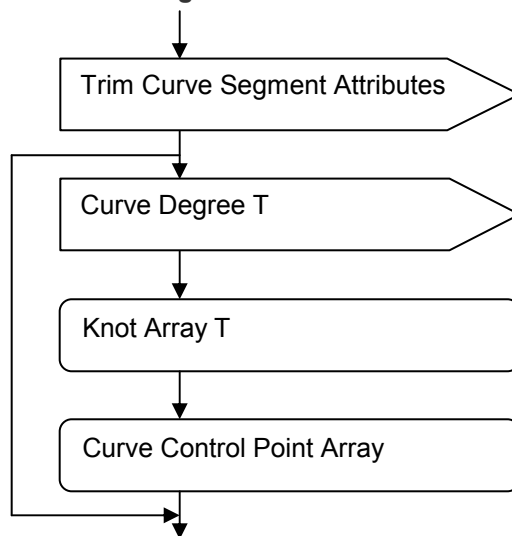 Trim Curve Segment Attributes
Curve Degree T
Knot Array T
Curve Control Point Array